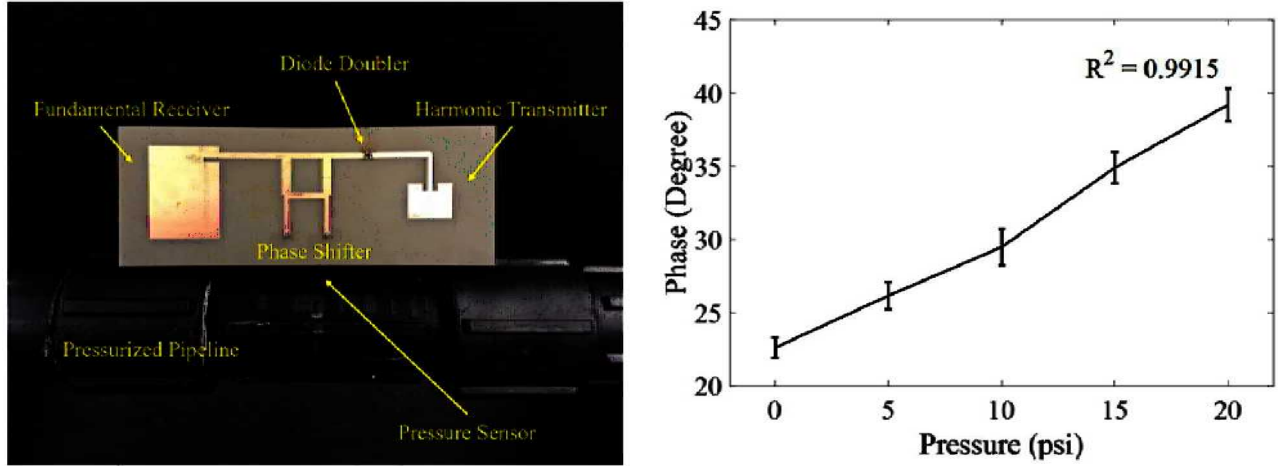 Diode Doubler
Fundamental Receiver
Harmonic Transmitter
Phase Shifter
Pressurized Pipeline
Pressure Sensor
R² = 0.9915
Phase (Degree)
45
40
35
30
25
20
0 5 10 15 20
Pressure (psi)